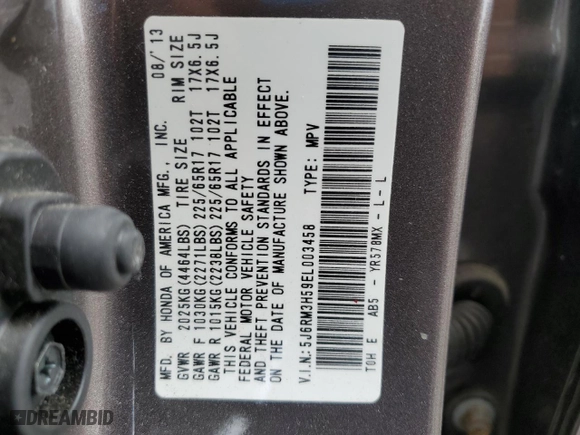 MFD. BY HONDA OF AMERICA MFG., INC. 08/'13
GVWR 2025KG(4464LBS) TIRE SIZE RIM SIZE
GAWR F 1030KG(2271LBS) 225/65R17 102T 17X6.5J
GAWR R 1015KG(2238LBS) 225/65R17 102T 17X6.5J
THIS VEHICLE CONFORMS TO ALL APPLICABLE
FEDERAL MOTOR VEHICLE SAFETY
AND THEFT PREVENTION STANDARDS IN EFFECT
ON THE DATE OF MANUFACTURE SHOWN ABOVE.
V.I.N.:5J6RM3H59EL003458 TYPE: MPV
TOH E AB5 - YR578MX - L - L
DREAMBID